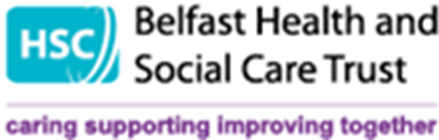 HSC
Belfast Health and
Social Care Trust
caring supporting improving together